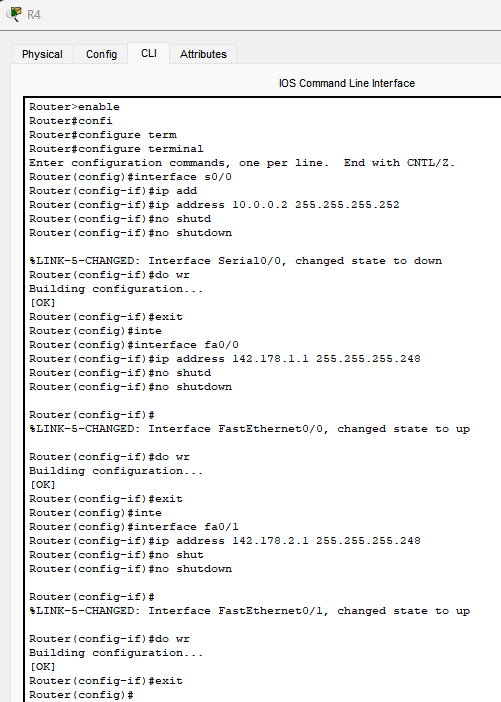 R4
Physical Config CLI Attributes
IOS Command Line Interface
Router>enable
Router#confi
Router#configure term
Router#configure terminal
Enter configuration commands, one per line.  End with CNTL/Z.
Router(config)#interface s0/0
Router(config-if)#ip add
Router(config-if)#ip address 10.0.0.2 255.255.255.252
Router(config-if)#no shutd
Router(config-if)#no shutdown

%LINK-5-CHANGED: Interface Serial0/0, changed state to down
Router(config-if)#do wr
Building configuration...
[OK]
Router(config-if)#exit
Router(config)#inte
Router(config)#interface fa0/0
Router(config-if)#ip address 142.178.1.1 255.255.255.248
Router(config-if)#no shutd
Router(config-if)#no shutdown

Router(config-if)#
%LINK-5-CHANGED: Interface FastEthernet0/0, changed state to up

Router(config-if)#do wr
Building configuration...
[OK]
Router(config-if)#exit
Router(config)#inte
Router(config)#interface fa0/1
Router(config-if)#ip address 142.178.2.1 255.255.255.248
Router(config-if)#no shut
Router(config-if)#no shutdown

Router(config-if)#
%LINK-5-CHANGED: Interface FastEthernet0/1, changed state to up

Router(config-if)#do wr
Building configuration...
[OK]
Router(config-if)#exit
Router(config)#